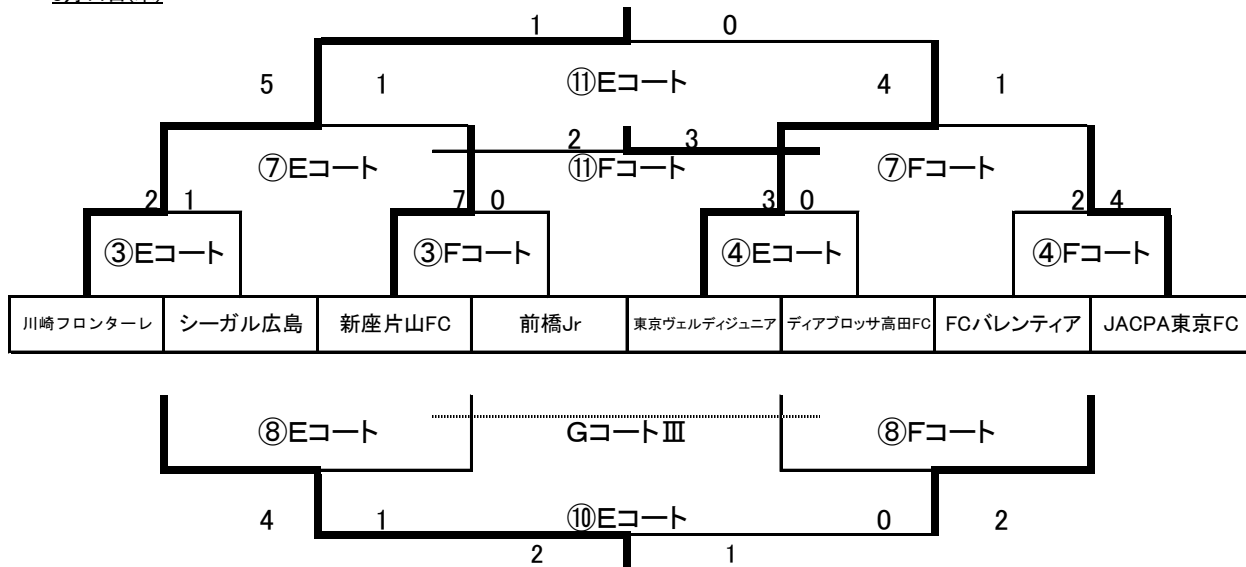 1 0
5 1 ⑪Eコート 4 1
2 3
⑦Eコート ⑪Fコート ⑦Fコート
2 1 7 0 3 0 2 4
③Eコート ③Fコート ④Eコート ④Fコート
川崎フロンターレ シーガル広島 新座片山FC 前橋Jr 東京ヴェルディジュニア ディアブロッサ高田FC FCバレンティア JACPA東京FC
⑧Eコート GコートⅢ ⑧Fコート
4 1 ⑩Eコート 0 2
2 1